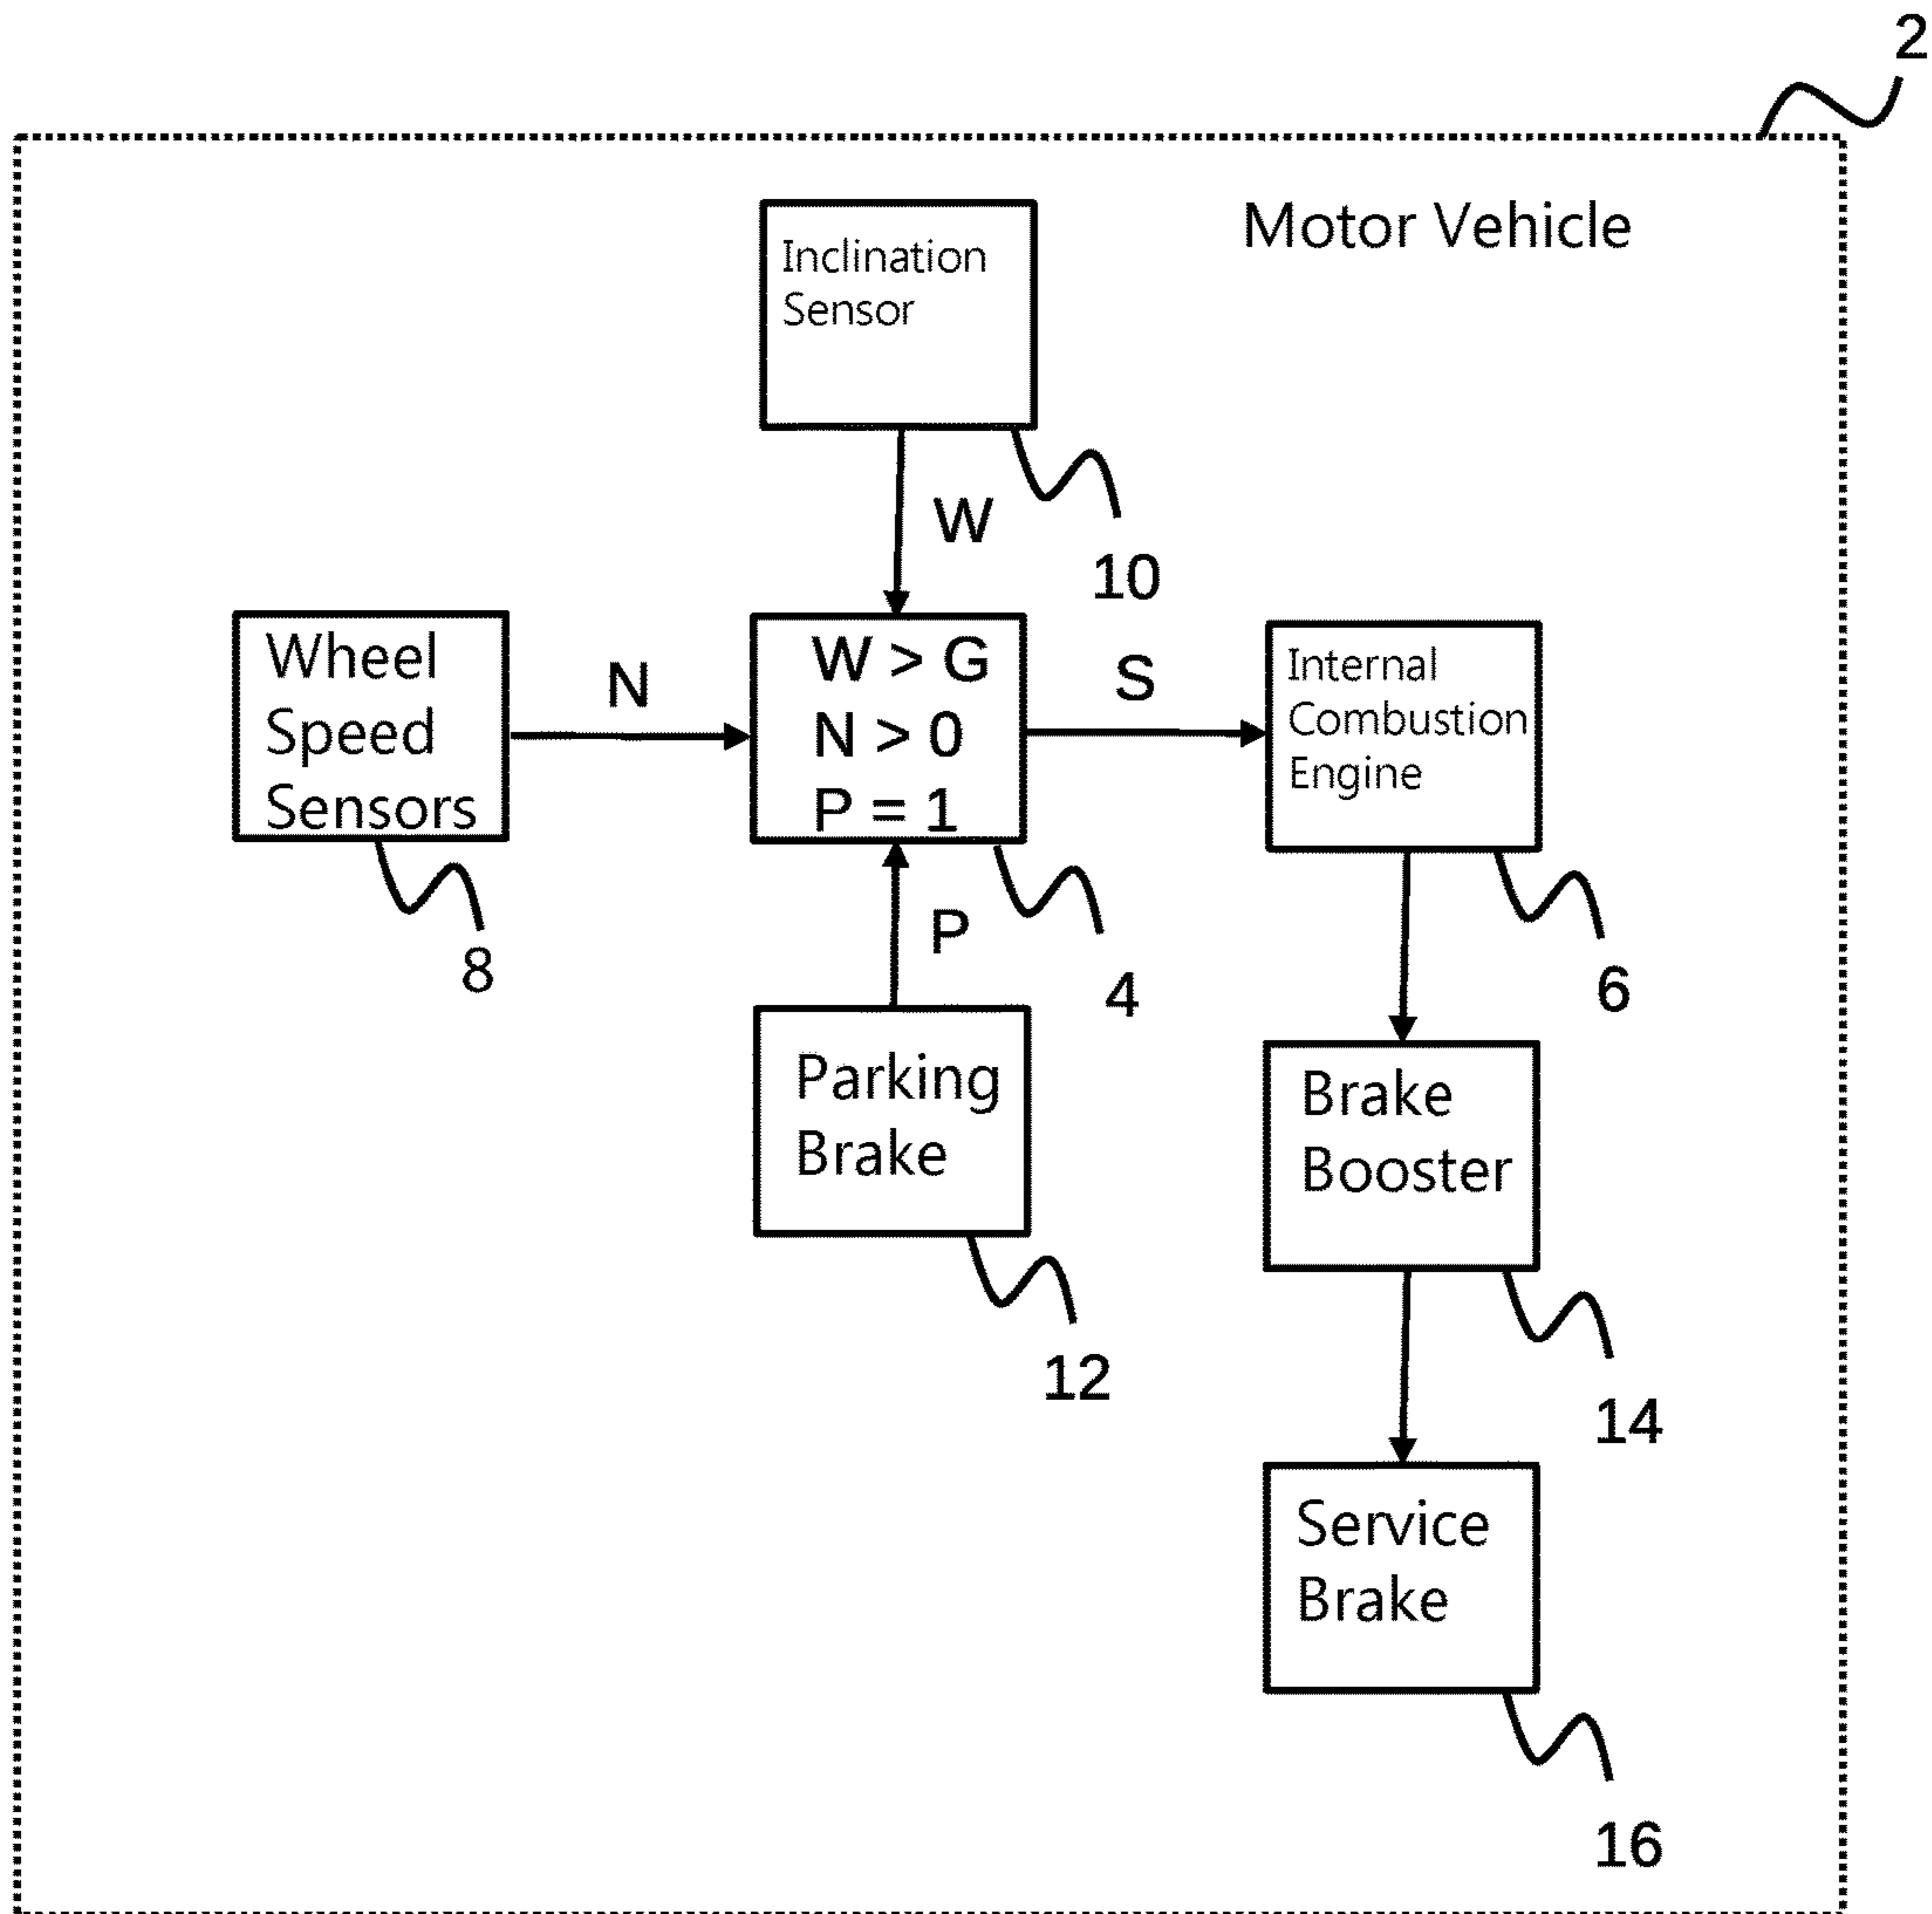 2
Motor Vehicle
Inclination
Sensor
W
10
Wheel
Speed
Sensors
N
W > G
N > 0
P = 1
S
Internal
Combustion
Engine
8
P
4
6
Parking
Brake
Brake
Booster
12
14
Service
Brake
16